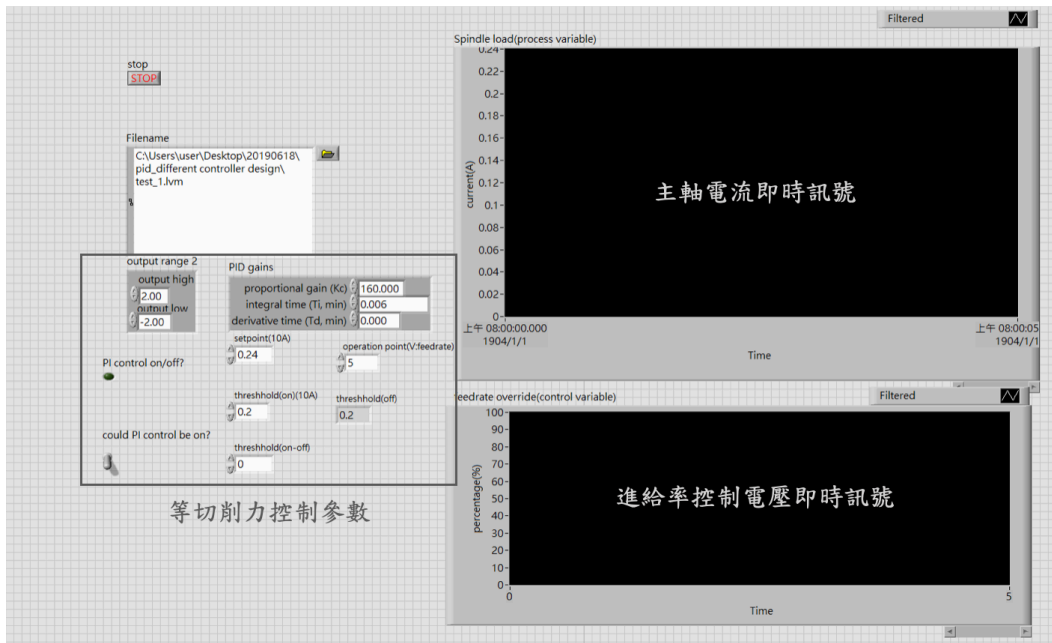 Filtered
Spindle load(process variable)
0.24
0.22
0.2
0.18
0.16
0.14
0.12
0.1
0.08
0.06
0.04
0.02
0
current(A)
主軸電流即時訊號
上午 08:00:00.000
1904/1/1
上午 08:00:05
1904/1/1
Time
stop
STOP
Filename
C:\Users\user\Desktop\20190618\
pid_different controller design\
test_1.lvm
output range 2
output high
2.00
output low
-2.00
PID gains
proportional gain (Kc) 160.000
integral time (Ti, min) 0.006
derivative time (Td, min) 0.000
setpoint(10A)
0.24
operation point(V:feedrate)
5
PI control on/off?
threshhold(on)(10A)
0.2
threshhold(off)
0.2
could PI control be on?
threshhold(on-off)
0
等切削力控制參數
Filtered
feedrate override(control variable)
100
90
80
70
60
50
40
30
20
10
0
percentage(%)
進給率控制電壓即時訊號
0
5
Time